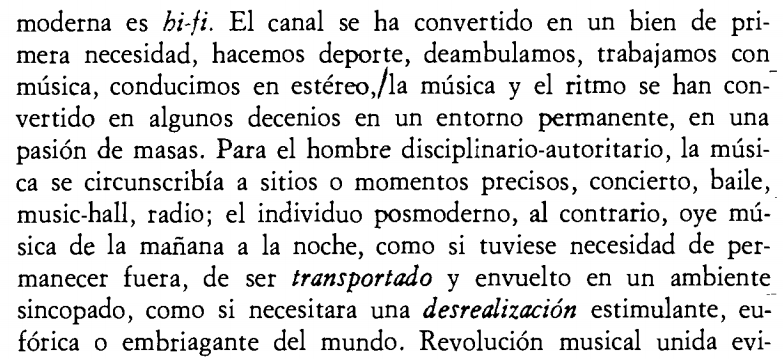 moderna es hi-fi. El canal se ha convertido en un bien de pri-
mera necesidad, hacemos deporte, deambulamos, trabajamos con
música, conducimos en estéreo,/la música y el ritmo se han con-
vertido en algunos decenios en un entorno permanente, en una
pasión de masas. Para el hombre disciplinario-autoritario, la músi-
ca se circunscribía a sitios o momentos precisos, concierto, baile,
music-hall, radio; el individuo posmoderno, al contrario, oye mú-
sica de la mañana a la noche, como si tuviese necesidad de per-
manecer fuera, de ser transportado y envuelto en un ambiente
sincopado, como si necesitara una desrealización estimulante, eu-
fórica o embriagante del mundo. Revolución musical unida evi-